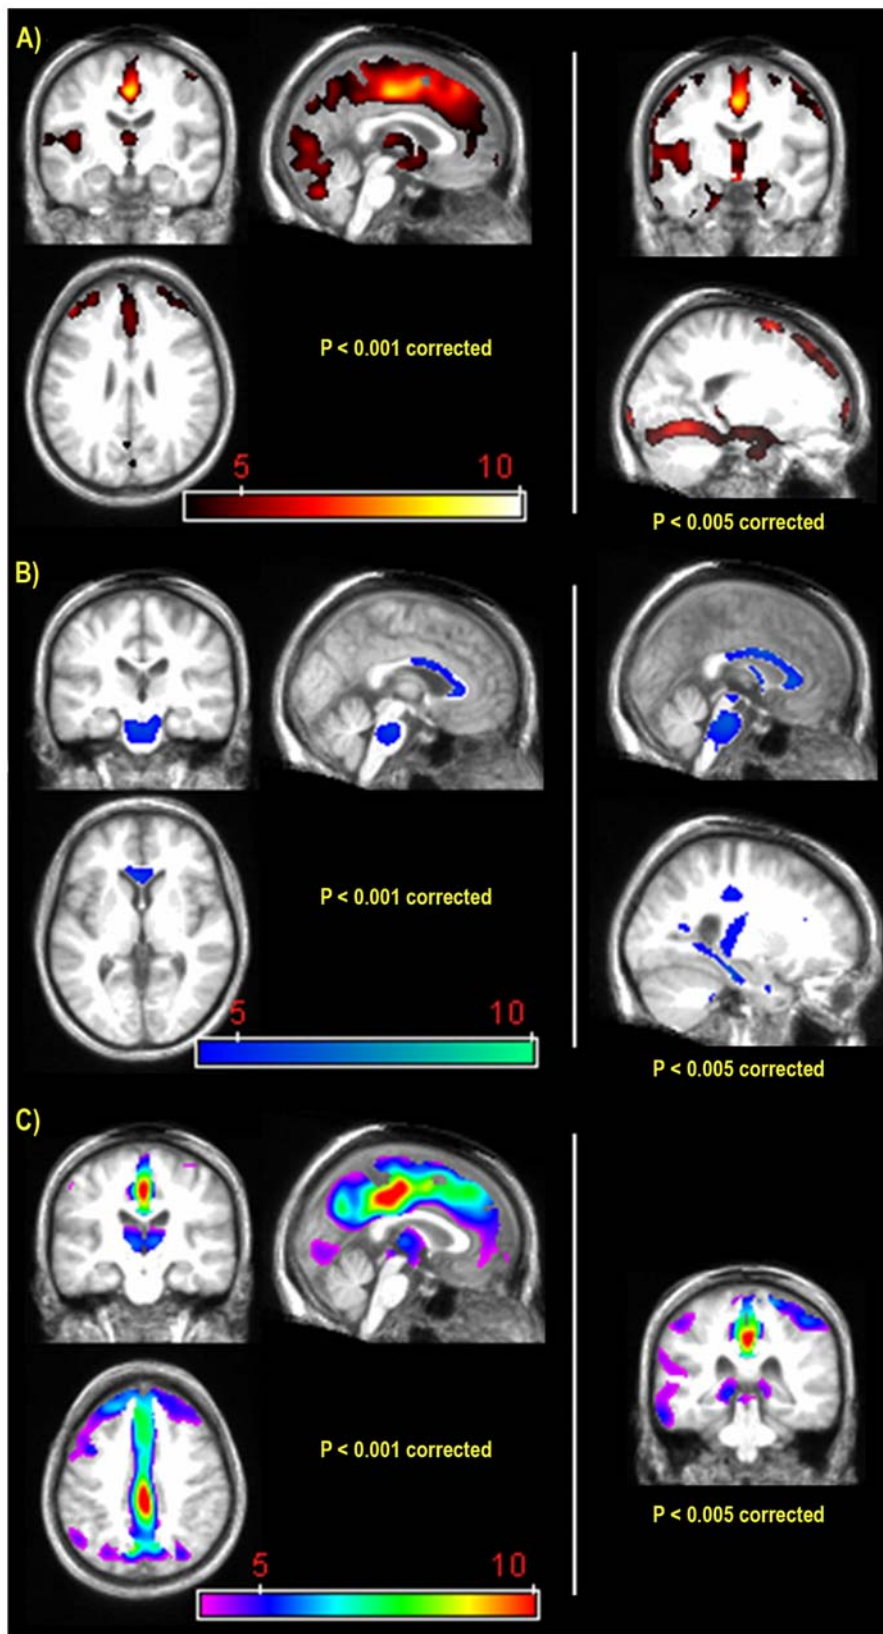 A)
P < 0.001 corrected
5 10
P < 0.005 corrected
B)
P < 0.001 corrected
5 10
P < 0.005 corrected
C)
P < 0.001 corrected
P < 0.005 corrected
5 10